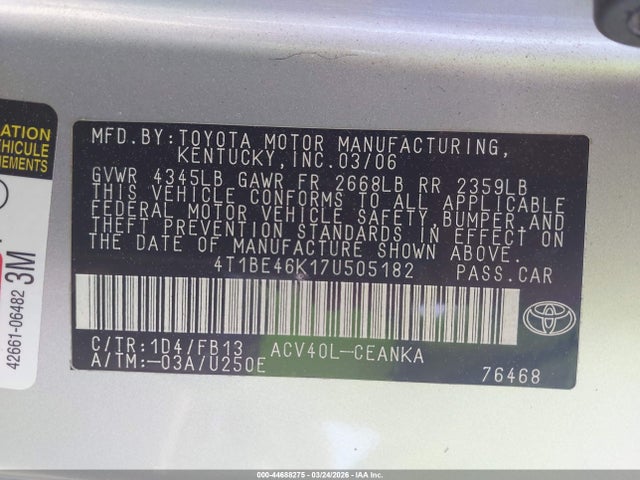 ATION
VEHICLE
NEMENTS
42661-06482 3M
MFD.BY:TOYOTA MOTOR MANUFACTURING,
KENTUCKY,INC.03/06
GVWR 4345LB GAWR FR 2668LB RR 2359LB
THIS VEHICLE CONFORMS TO ALL APPLICABLE
FEDERAL MOTOR VEHICLE SAFETY, BUMPER,AND
THEFT PREVENTION STANDARDS IN EFFECT ON
THE DATE OF MANUFACTURE SHOWN ABOVE.
4T1BE46K17U505182 PASS.CAR
C/TR:1D4/FB13 ACV40L-CEANKA
A/TM:-03A/U250E
76468
000-44688275 - 03/24/2026 - IAA Inc.